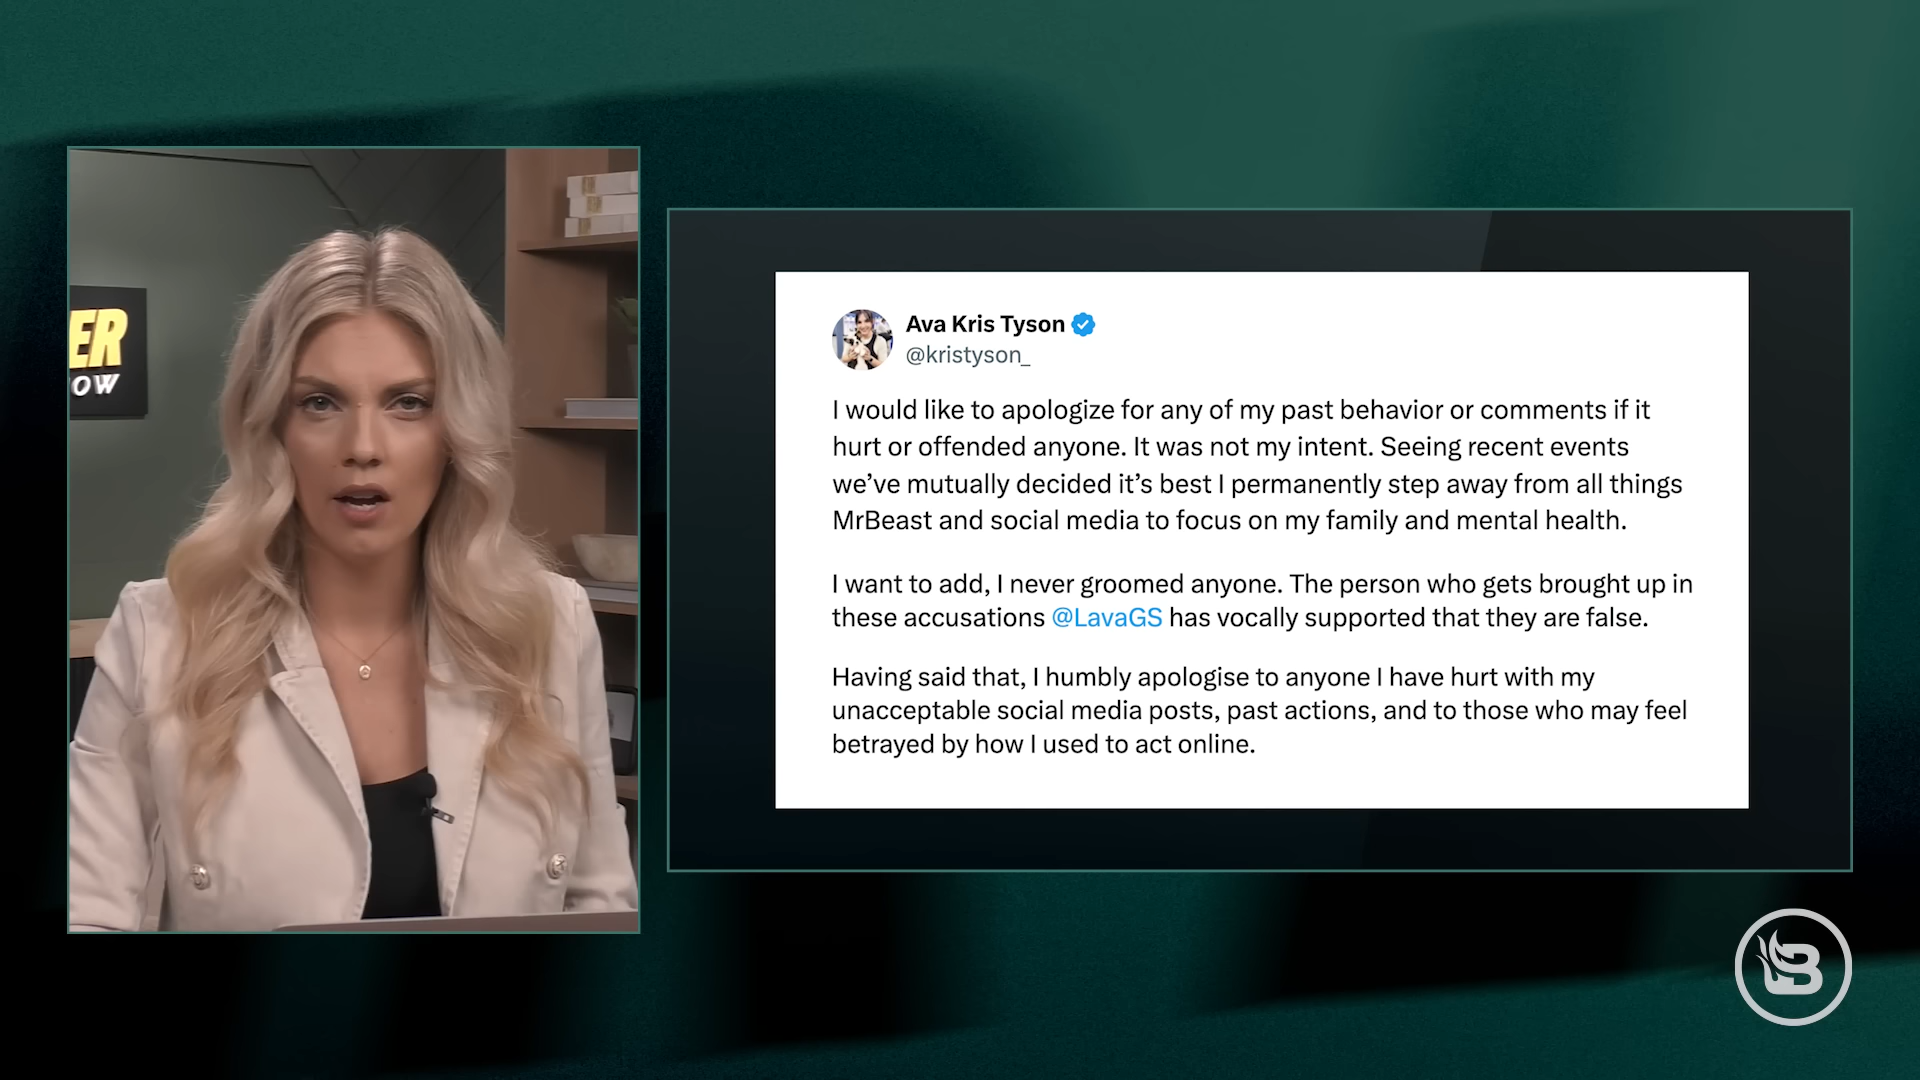 ER
OW
Ava Kris Tyson
@kristyson_
I would like to apologize for any of my past behavior or comments if it
hurt or offended anyone. It was not my intent. Seeing recent events
we’ve mutually decided it’s best I permanently step away from all things
MrBeast and social media to focus on my family and mental health.
I want to add, I never groomed anyone. The person who gets brought up in
these accusations @LavaGS has vocally supported that they are false.
Having said that, I humbly apologise to anyone I have hurt with my
unacceptable social media posts, past actions, and to those who may feel
betrayed by how I used to act online.
B